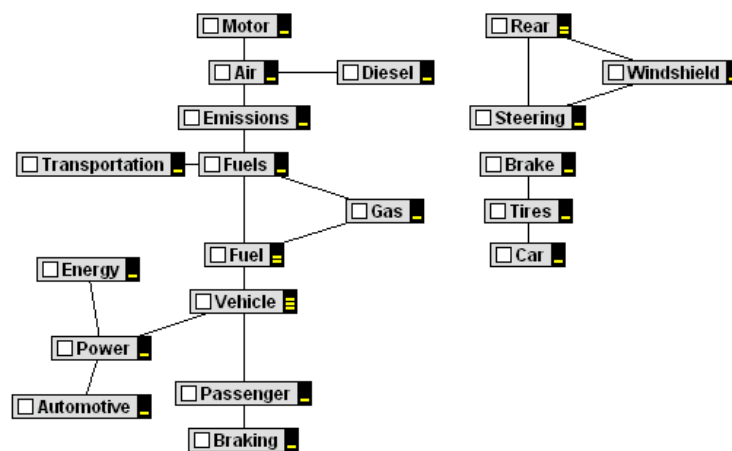 Motor
Rear
Air
Diesel
Windshield
Emissions
Steering
Transportation
Fuels
Brake
Gas
Tires
Fuel
Car
Energy
Vehicle
Power
Passenger
Automotive
Braking